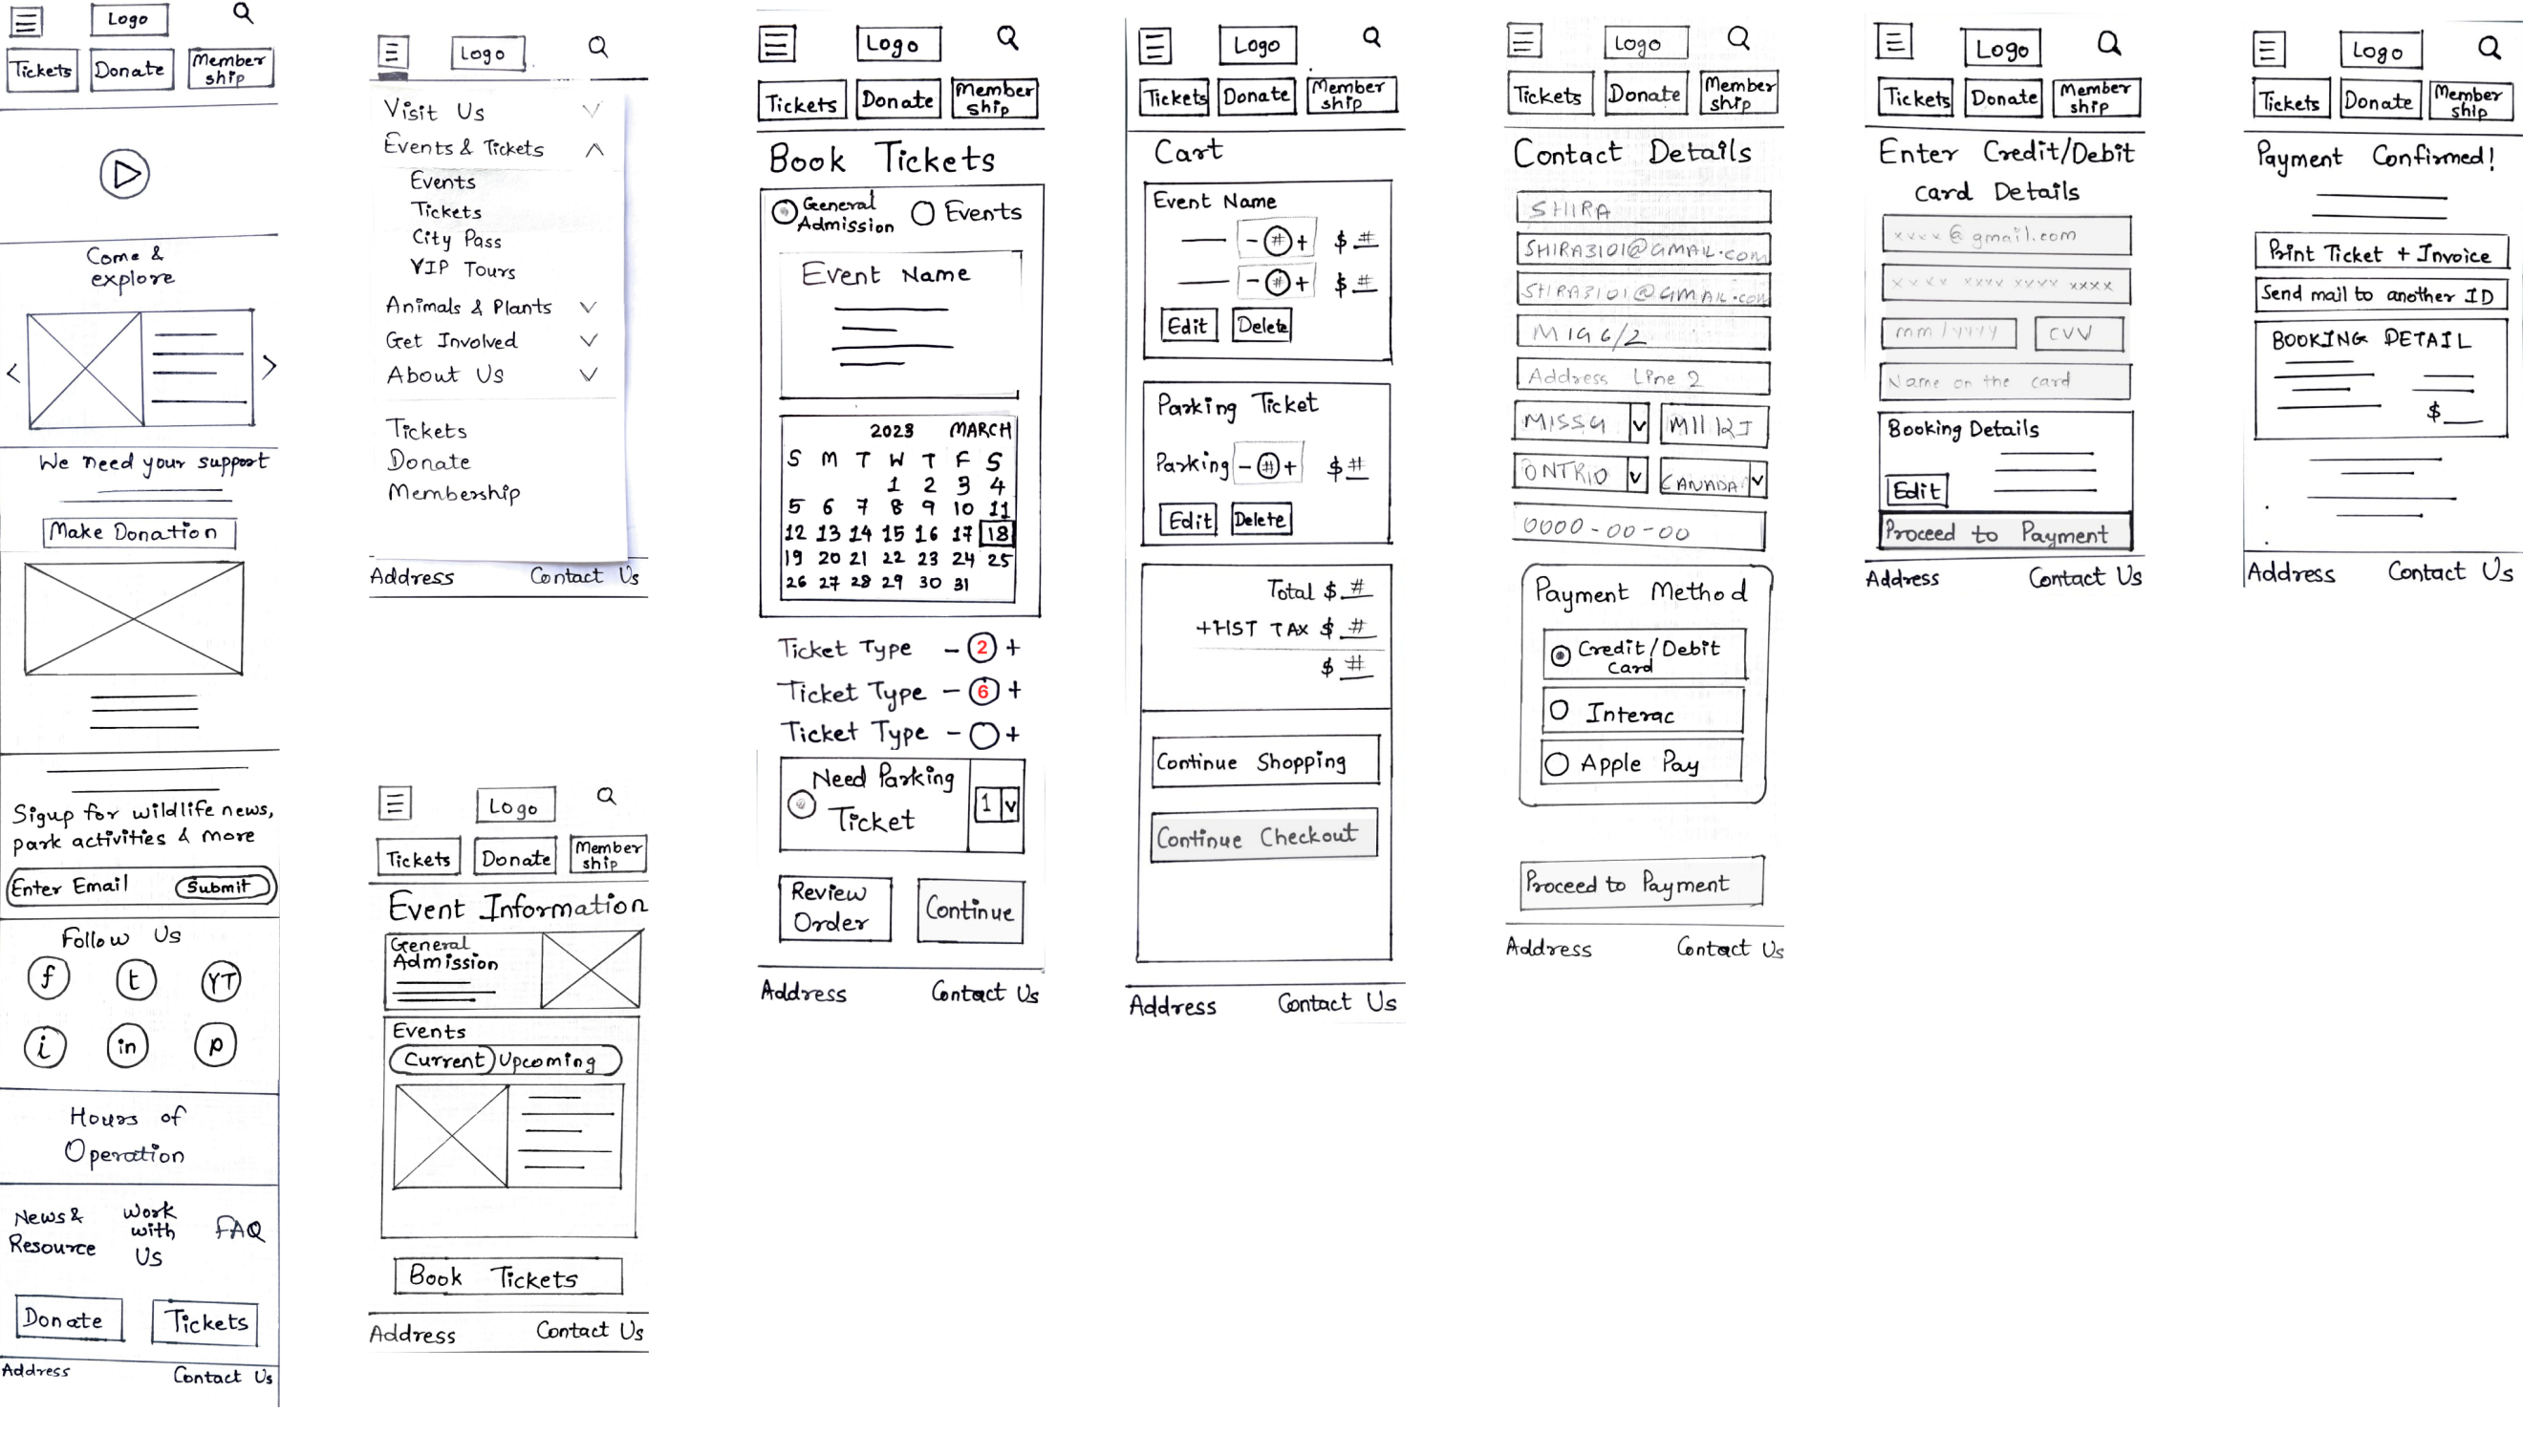 Logo
Tickets Donate Member
ship
Come &
explore
We need your support
Make Donation
Sigup for wildlife news,
park activities & more
Enter Email Submit
Follow Us
f t YT
i in p
Hours of
Operation
News & Resource
Work with Us
FAQ
Donate Tickets
Address Contact Us
Logo
Visit Us
Events & Tickets
Events
Tickets
City Pass
VIP Tours
Animals & Plants
Get Involved
About Us
Tickets
Donate
Membership
Address Contact Us
Logo
Tickets Donate Member
ship
Event Information
General
Admission
Events
Current Upcoming
Book Tickets
Address Contact Us
Logo
Tickets Donate Member
ship
Book Tickets
General
Admission
Events
Event Name
2023 MARCH
S M T W T F S
1 2 3 4
5 6 7 8 9 10 11
12 13 14 15 16 17 18
19 20 21 22 23 24 25
26 27 28 29 30 31
Ticket Type - 2 +
Ticket Type - 6 +
Ticket Type - +
Need Parking
Ticket
1 v
Review
Order
Continue
Address Contact Us
Logo
Tickets Donate Member
ship
Cart
Event Name
- # + $ #
- # + $ #
Edit Delete
Parking Ticket
Parking - # + $ #
Edit Delete
Total $ #
+HST TAX $ #
$ #
Continue Shopping
Continue Checkout
Address Contact Us
Logo
Tickets Donate Member
ship
Contact Details
SHIRA
SHIRA3101@GMAIL.com
SHIRA3101@GMAIL.com
MIG 6/2
Address Line 2
ONTRIO v CANADA v
0000-00-00
Payment Method
Credit/Debit
Card
Interac
Apple Pay
Proceed to Payment
Address Contact Us
Logo
Tickets Donate Member
ship
Enter Credit/Debit
Card Details
xxxx@gmail.com
xxxx xxxx xxxx xxxx
mm/yyyy CVV
Name on the card
Booking Details
Edit
Proceed to Payment
Address Contact Us
Logo
Tickets Donate Member
ship
Payment Confirmed!
Print Ticket + Invoice
Send mail to another ID
BOOKING DETAIL
$
Address Contact Us